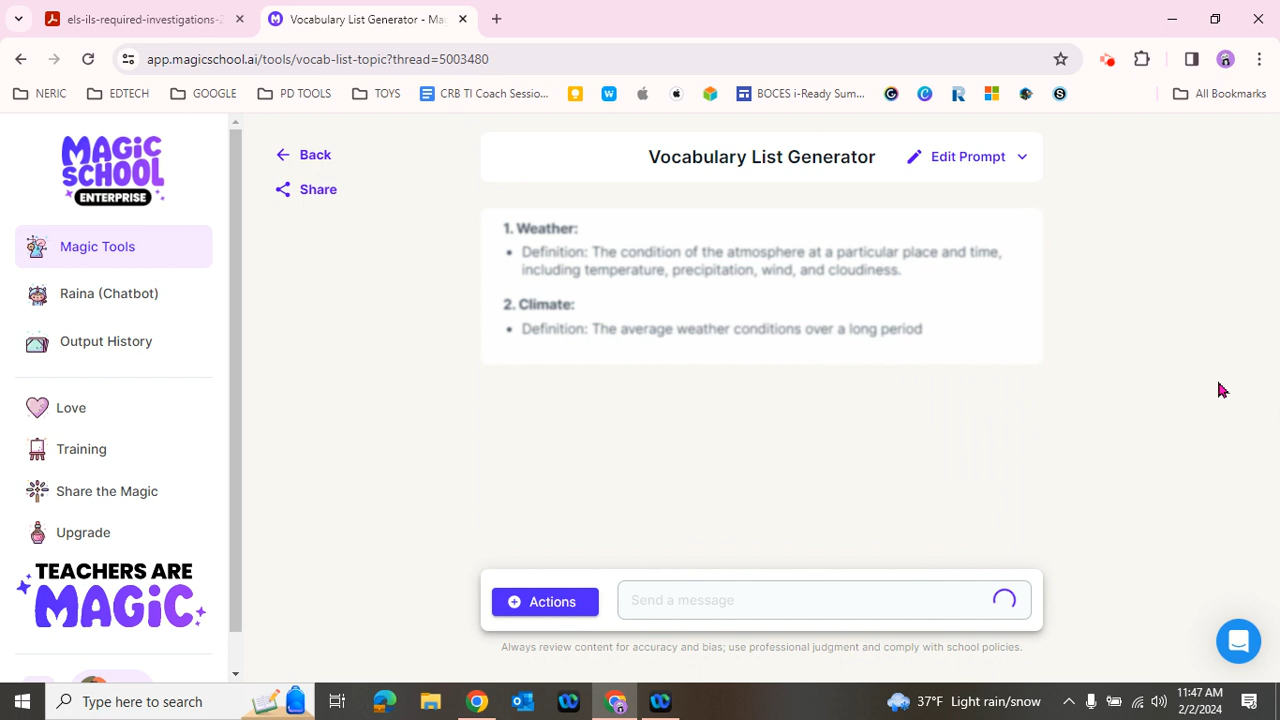 els-ils-required-investigations-
Vocabulary List Generator - Ma
app.magicschool.ai/tools/vocab-list-topic?thread=5003480
NERIC
EDTECH
GOOGLE
PD TOOLS
TOYS
CRB TI Coach Sessio...
BOCES i-Ready Sum...
All Bookmarks
MAGIC
SCHOOL
ENTERPRISE
Back
Share
Vocabulary List Generator
Edit Prompt
Magic Tools
Raina (Chatbot)
Output History
Love
Training
Share the Magic
Upgrade
TEACHERS ARE
MAGIC
1. Weather:
• Definition: The condition of the atmosphere at a particular place and time,
including temperature, precipitation, wind, and cloudiness.
2. Climate:
• Definition: The average weather conditions over a long period
Actions
Send a message
Always review content for accuracy and bias; use professional judgment and comply with school policies.
Type here to search
37°F Light rain/snow
11:47 AM
2/2/2024